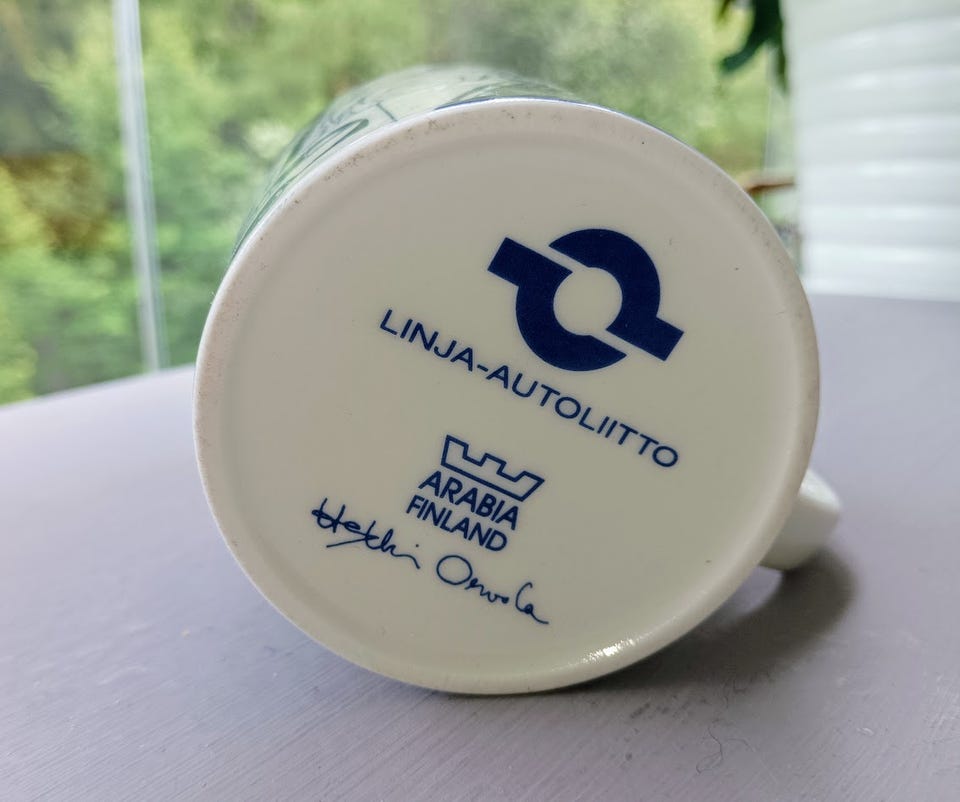 LINJA-AUTOLIITTO
ARABIA
FINLAND
Heikki Orvola